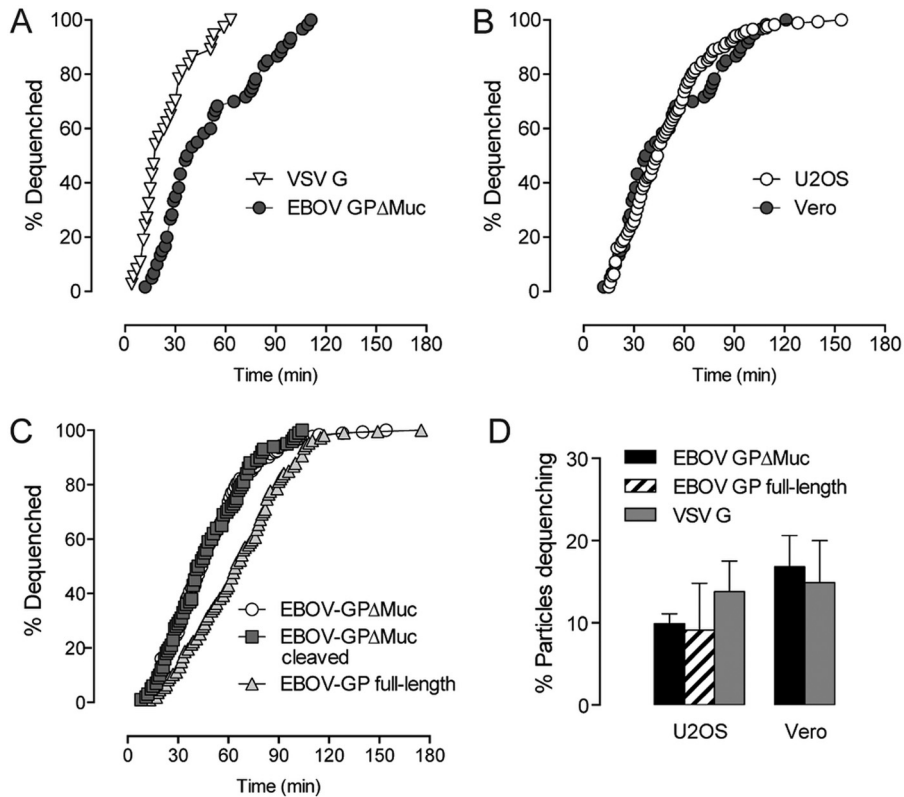 A
% Dequenched
100
80
60
40
20
0
VSV G
EBOV GPΔMuc
0 30 60 90 120 150 180
Time (min)
B
% Dequenched
100
80
60
40
20
0
U2OS
Vero
0 30 60 90 120 150 180
Time (min)
C
% Dequenched
100
80
60
40
20
0
EBOV-GPΔMuc
EBOV-GPΔMuc
cleaved
EBOV-GP full-length
0 30 60 90 120 150 180
Time (min)
D
% Particles dequenching
30
20
10
0
EBOV GPΔMuc
EBOV GP full-length
VSV G
U2OS Vero